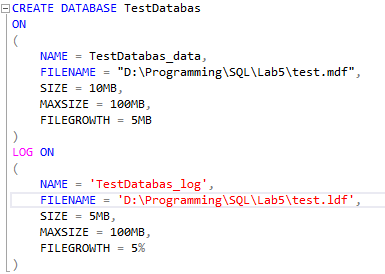 CREATE DATABASE TestDatabas
ON
(
NAME = TestDatabas_data,
FILENAME = "D:\Programming\SQL\Lab5\test.mdf",
SIZE = 10MB,
MAXSIZE = 100MB,
FILEGROWTH = 5MB
)
LOG ON
(
NAME = 'TestDatabas_log',
FILENAME = 'D:\Programming\SQL\Lab5\test.ldf',
SIZE = 5MB,
MAXSIZE = 100MB,
FILEGROWTH = 5%
)